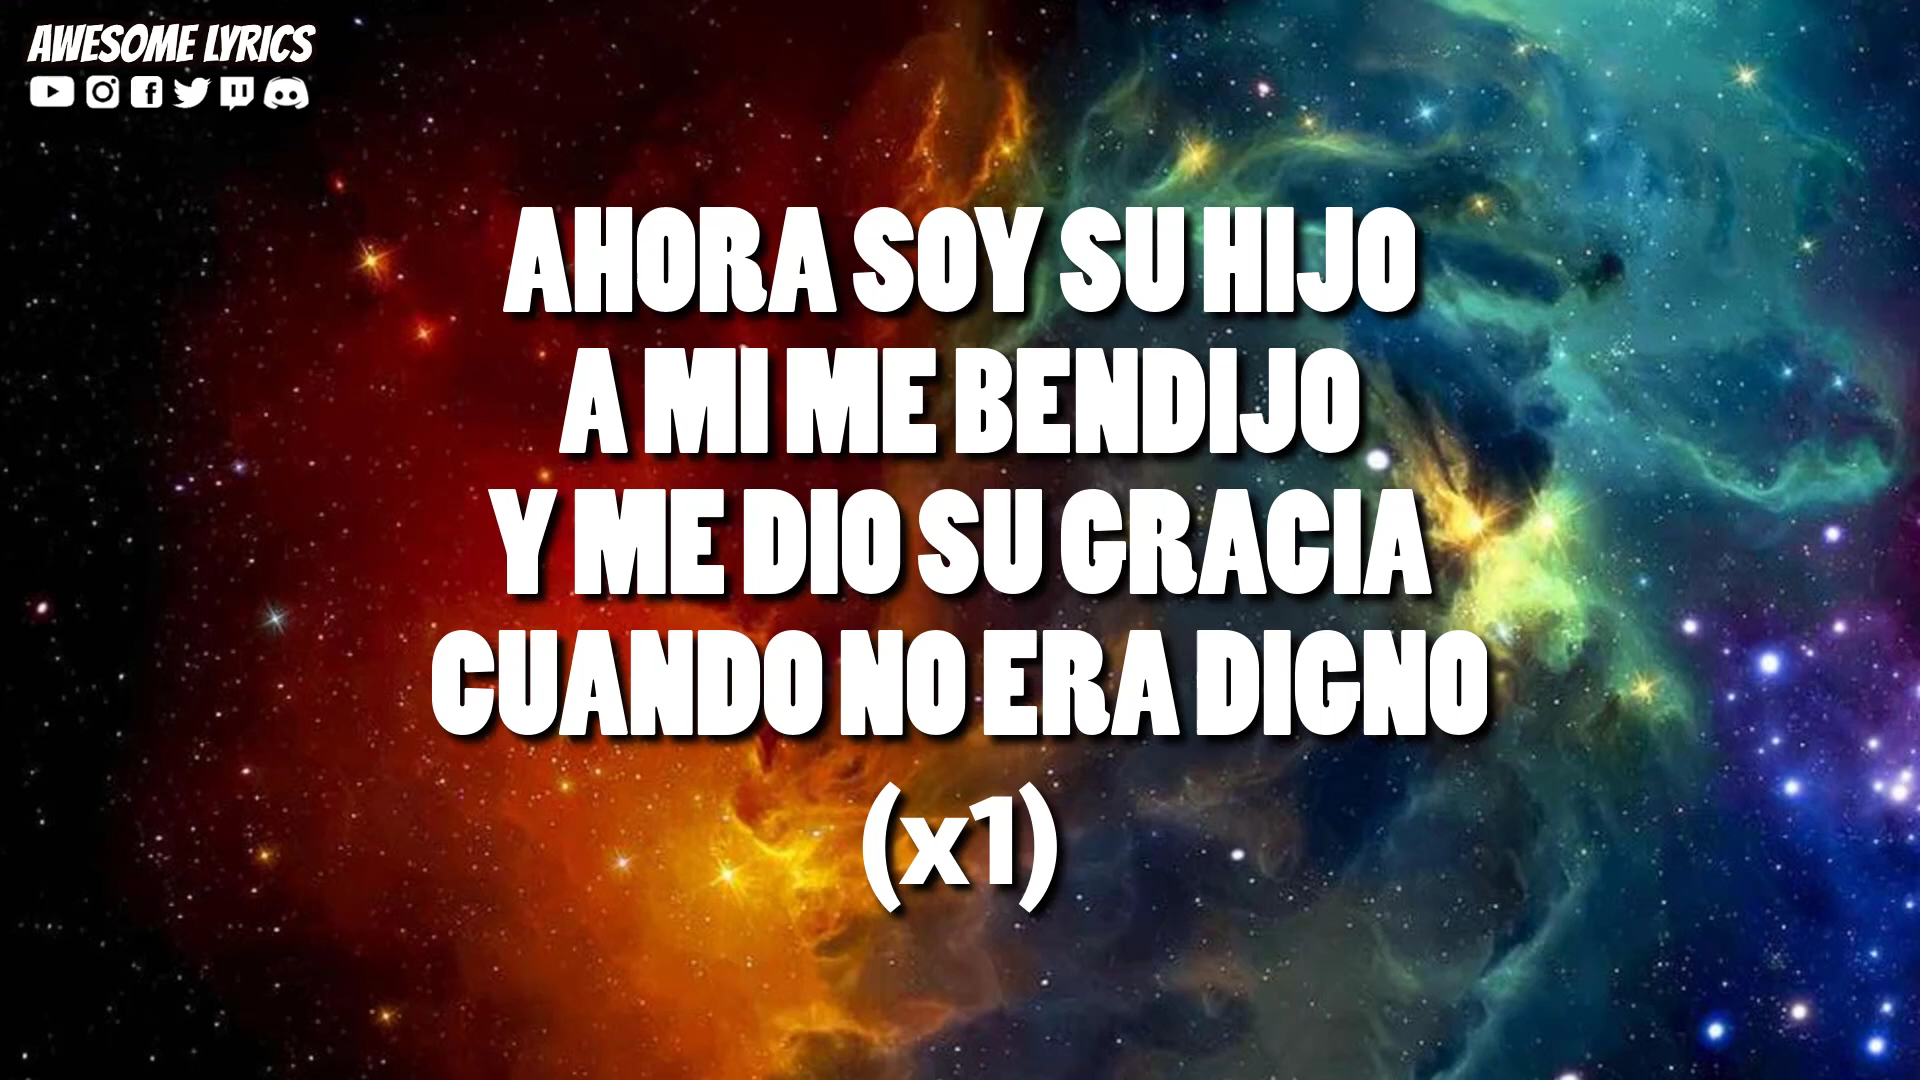 AWESOME LYRICS
AHORA SOY SU HIJO
A MI ME BENDIJO
Y ME DIO SU GRACIA
CUANDO NO ERA DIGNO
(x1)